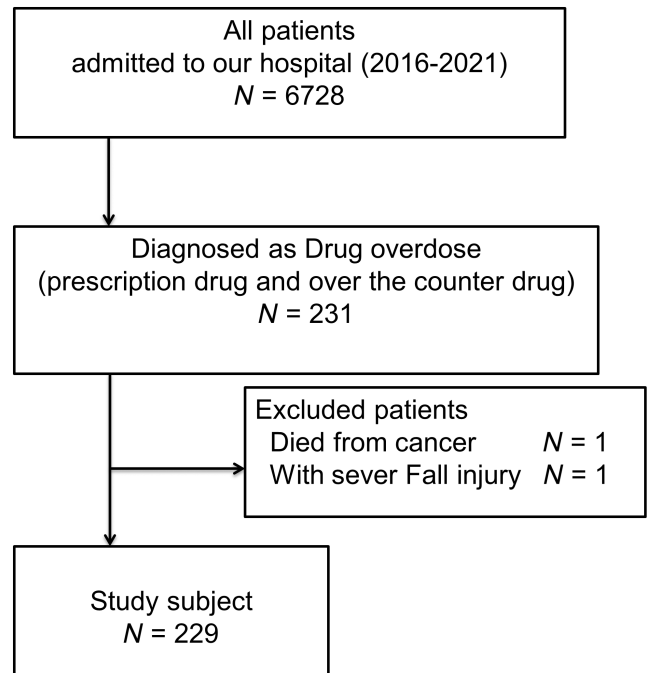 All patients
admitted to our hospital (2016-2021)
N = 6728
Diagnosed as Drug overdose
(prescription drug and over the counter drug)
N = 231
Excluded patients
Died from cancer N = 1
With sever Fall injury N = 1
Study subject
N = 229